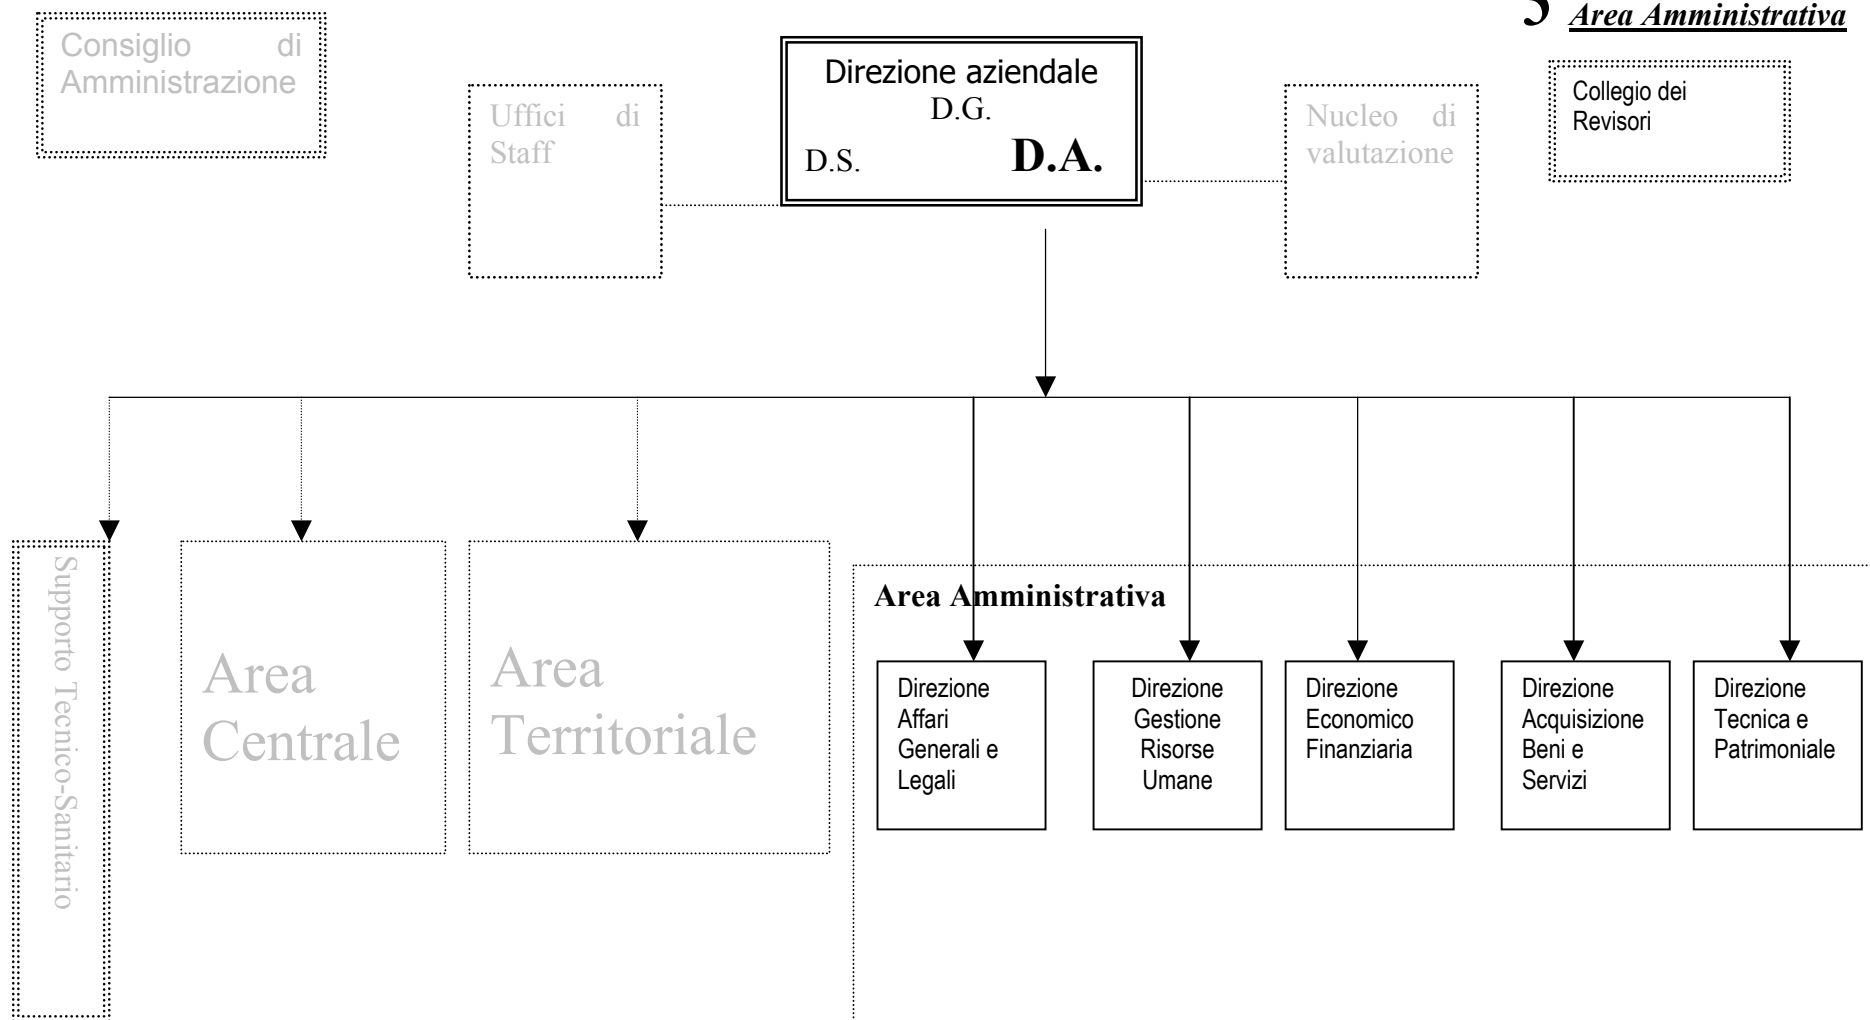 5 Area Amministrativa
Consiglio di
Amministrazione
Uffici di
Staff
Direzione aziendale
D.G.
D.S. D.A.
Nucleo di
valutazione
Collegio dei
Revisori
Supporto Tecnico-Sanitario
Area
Centrale
Area
Territoriale
Area Amministrativa
Direzione
Affari
Generali e
Legali
Direzione
Gestione
Risorse
Umane
Direzione
Economico
Finanziaria
Direzione
Acquisizione
Beni e
Servizi
Direzione
Tecnica e
Patrimoniale